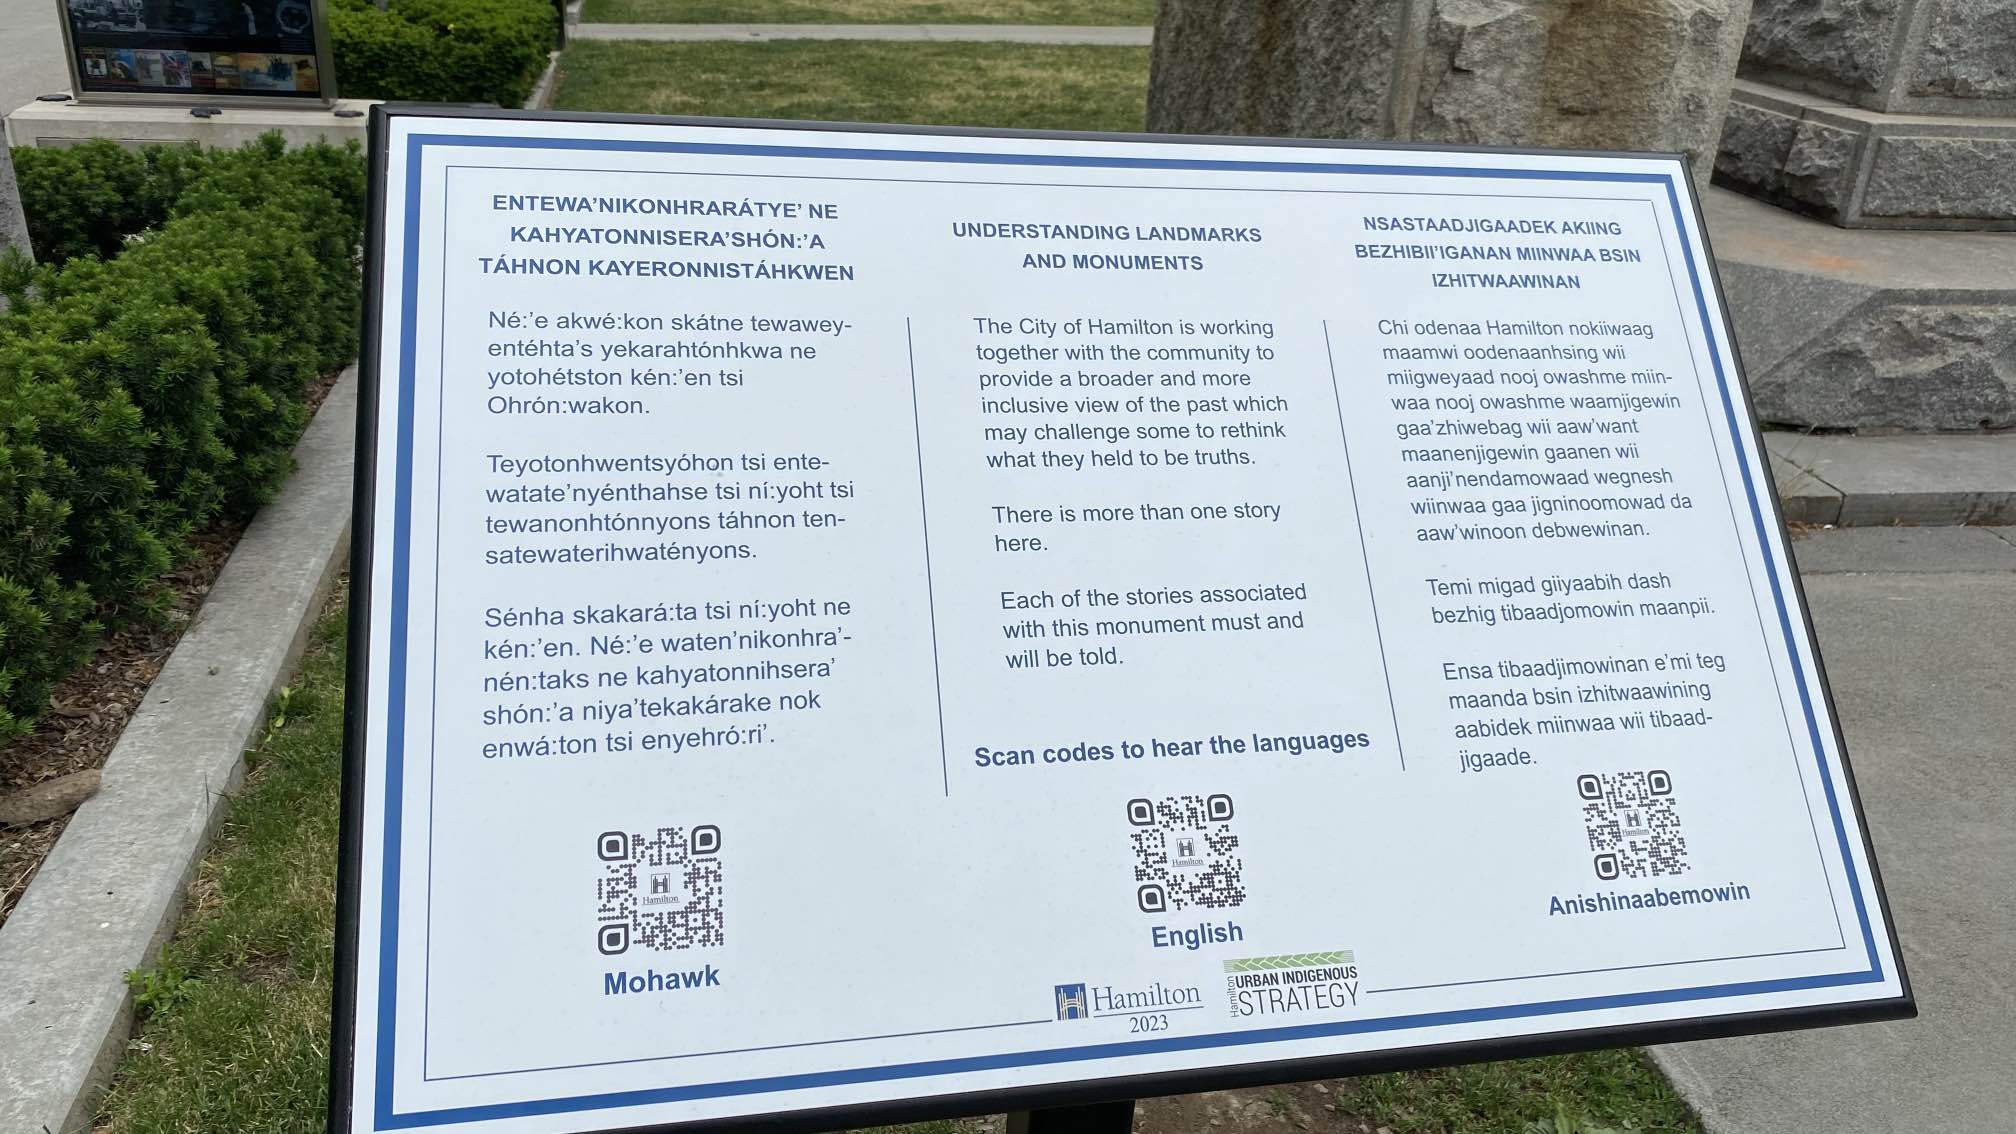 ENTEWA’NIKONHRARÁTYE’ NE
KAHYATONNISERA’SHÓN:’A
TÁHNON KAYERONNISTÁHKWEN
Né:’e akwé:kon skátne tewawey-
entéhta’s yekarahtónhkwa ne
yotohétston kén:’en tsi
Ohrón:wakon.
Teyotonhwentsyóhon tsi ente-
watate’nyénthahse tsi ní:yoht tsi
tewanonhtónnyons táhnon ten-
satewaterihwatényons.
Sénha skakará:ta tsi ní:yoht ne
kén:’en. Né:’e waten’nikonhra’-
nén:taks ne kahyatonnihsera’
shón:’a niya’tekakárake nok
enwá:ton tsi enyehró:ri’.
Hamilton
Mohawk
UNDERSTANDING LANDMARKS
AND MONUMENTS
The City of Hamilton is working
together with the community to
provide a broader and more
inclusive view of the past which
may challenge some to rethink
what they held to be truths.
There is more than one story
here.
Each of the stories associated
with this monument must and
will be told.
Scan codes to hear the languages
Hamilton
English
NSASTAADJIGAADEK AKIING
BEZHIBII’IGANAN MIINWAA BSIN
IZHITWAAWINAN
Chi odenaa Hamilton nokiiwaag
maamwi oodenaanhsing wii
miigweyaad nooj owashme miin-
waa nooj owashme waamjigewin
gaa’zhiwebag wii aaw’want
maanenjigewin gaanen wii
aanji’nendamowaad wegnesh
wiinwaa gaa jigninoomowad da
aaw’winoon debwewinan.
Temi migad giiyaabih dash
bezhig tibaadjomowin maanpii.
Ensa tibaadjimowinan e’mi teg
maanda bsin izhitwaawining
aabidek miinwaa wii tibaad-
jigaade.
Hamilton
Anishinaabemowin
Hamilton
2023
Hamilton
URBAN INDIGENOUS
STRATEGY